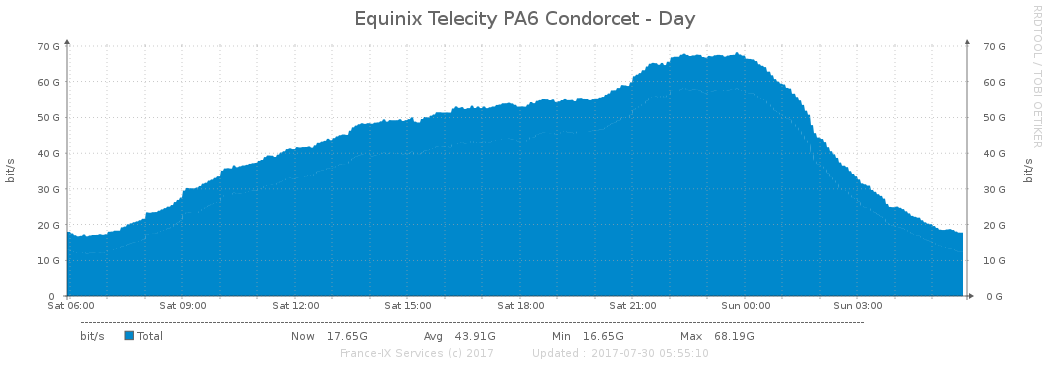 Equinix Telecity PA6 Condorcet - Day
RRDTOOL / TOBI OETIKER
70 G 70 G
60 G 60 G
50 G 50 G
40 G 40 G
30 G 30 G
20 G 20 G
10 G 10 G
0 0 G
bit/s bit/s
Sat 06:00 Sat 09:00 Sat 12:00 Sat 15:00 Sat 18:00 Sat 21:00 Sun 00:00 Sun 03:00
bit/s Total Now 17.65G Avg 43.91G Min 16.65G Max 68.19G
France-IX Services (c) 2017 Updated : 2017-07-30 05:55:10